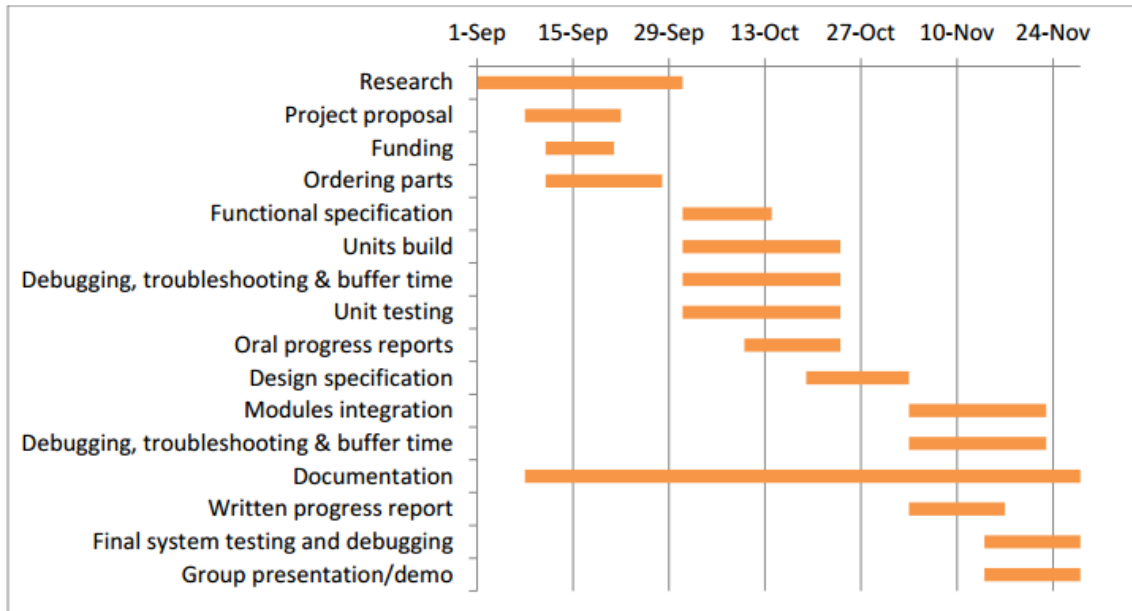 1-Sep 15-Sep 29-Sep 13-Oct 27-Oct 10-Nov 24-Nov
Research
Project proposal
Funding
Ordering parts
Functional specification
Units build
Debugging, troubleshooting & buffer time
Unit testing
Oral progress reports
Design specification
Modules integration
Debugging, troubleshooting & buffer time
Documentation
Written progress report
Final system testing and debugging
Group presentation/demo